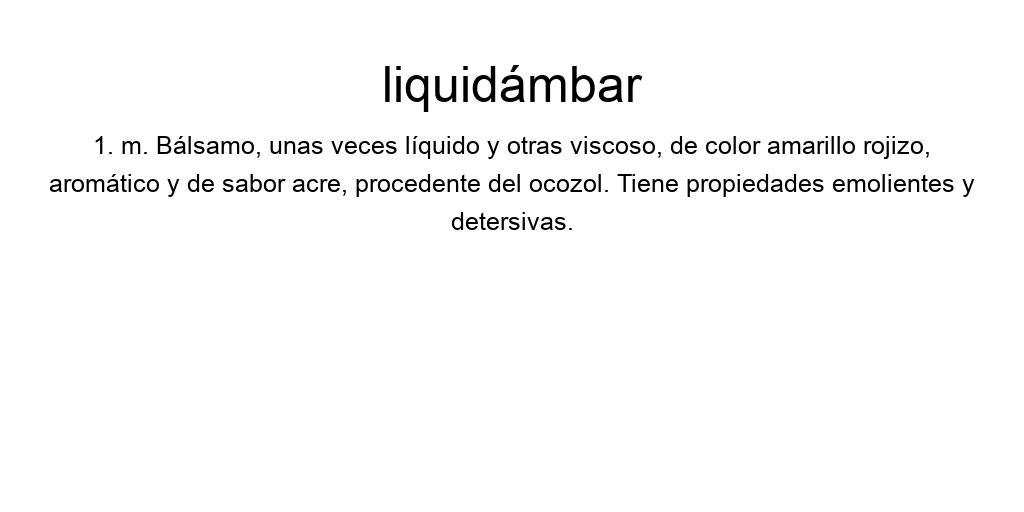 liquidámbar
1. m. Bálsamo, unas veces líquido y otras viscoso, de color amarillo rojizo,
aromático y de sabor acre, procedente del ocozol. Tiene propiedades emolientes y
detersivas.